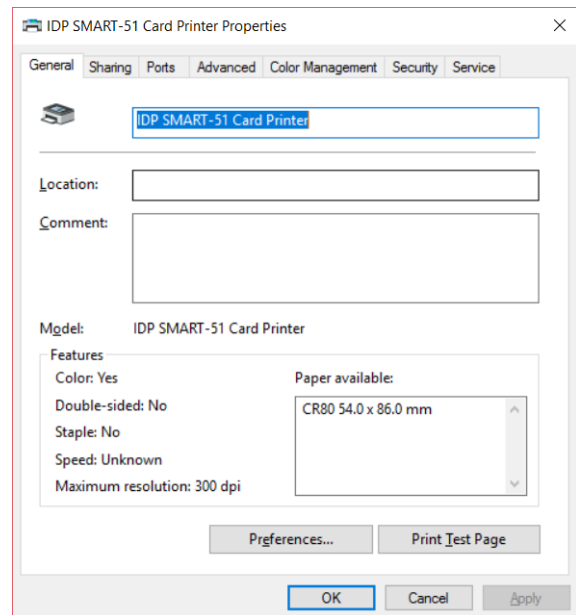 IDP SMART-51 Card Printer Properties
General Sharing Ports Advanced Color Management Security Service
IDP SMART-51 Card Printer
Location:
Comment:
Model: IDP SMART-51 Card Printer
Features
Color: Yes
Paper available:
Double-sided: No
CR80 54.0 x 86.0 mm
Staple: No
Speed: Unknown
Maximum resolution: 300 dpi
Preferences... Print Test Page
OK Cancel Apply